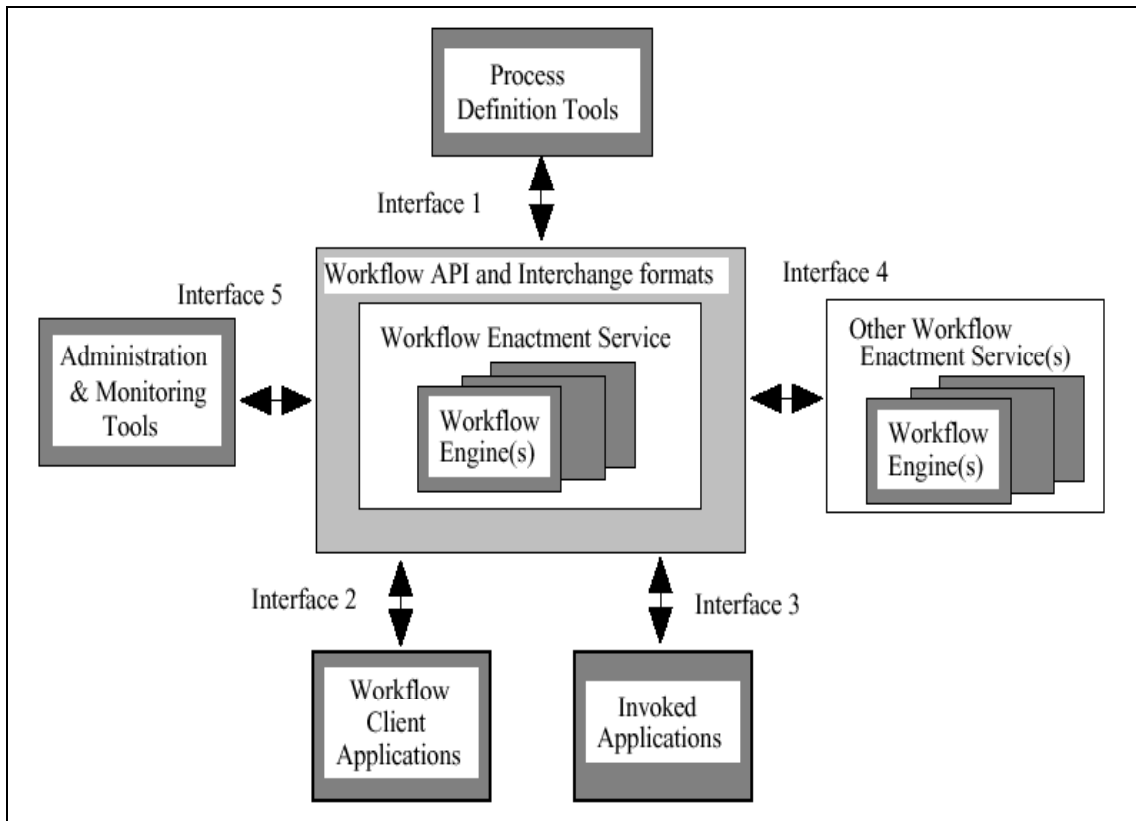 Process
Definition Tools
Interface 1
Workflow API and Interchange formats
Interface 4
Interface 5
Workflow Enactment Service
Other Workflow
Enactment Service(s)
Administration
& Monitoring
Tools
Workflow
Engine(s)
Workflow
Engine(s)
Interface 2
Interface 3
Workflow
Client
Applications
Invoked
Applications